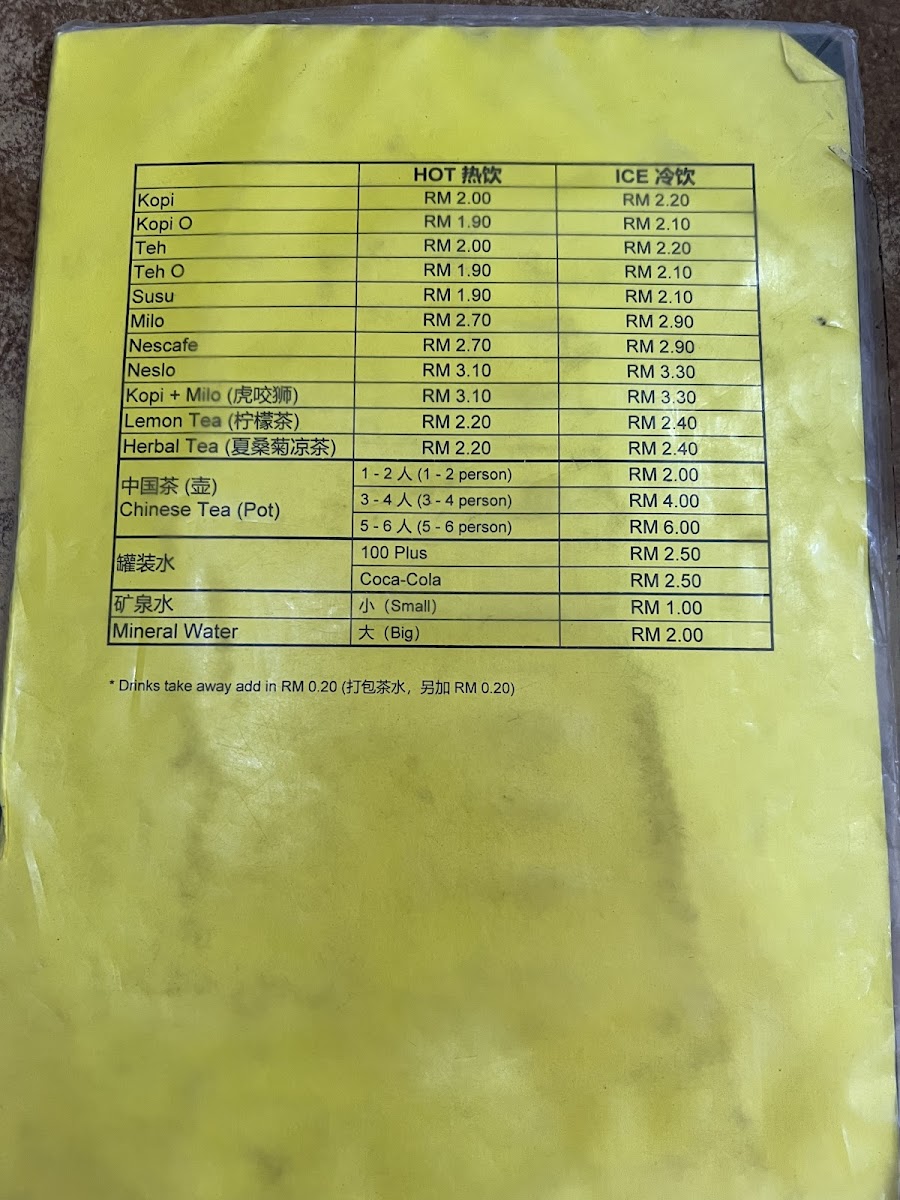 HOT 热饮 ICE 冷饮
Kopi RM 2.00 RM 2.20
Kopi O RM 1.90 RM 2.10
Teh RM 2.00 RM 2.20
Teh O RM 1.90 RM 2.10
Susu RM 1.90 RM 2.10
Milo RM 2.70 RM 2.90
Nescafe RM 2.70 RM 2.90
Neslo RM 3.10 RM 3.30
Kopi + Milo (虎咬狮) RM 3.10 RM 3.30
Lemon Tea (柠檬茶) RM 2.20 RM 2.40
Herbal Tea (夏桑菊凉茶) RM 2.20 RM 2.40
中国茶 (壶)
Chinese Tea (Pot)
1 - 2 人 (1 - 2 person) RM 2.00
3 - 4 人 (3 - 4 person) RM 4.00
5 - 6 人 (5 - 6 person) RM 6.00
罐装水
100 Plus RM 2.50
Coca-Cola RM 2.50
矿泉水 小（Small） RM 1.00
Mineral Water 大（Big） RM 2.00
* Drinks take away add in RM 0.20 (打包茶水，另加 RM 0.20)